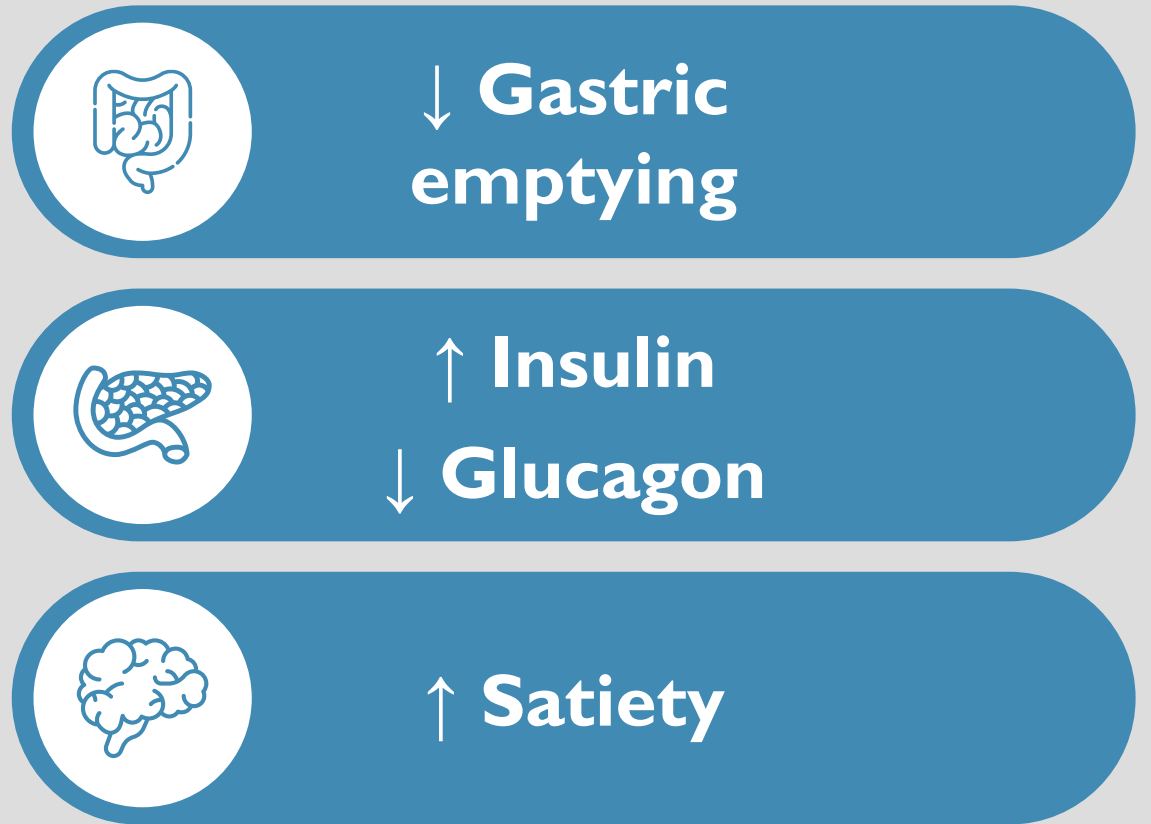 ↓ Gastric
emptying
↑ Insulin
↓ Glucagon
↑ Satiety